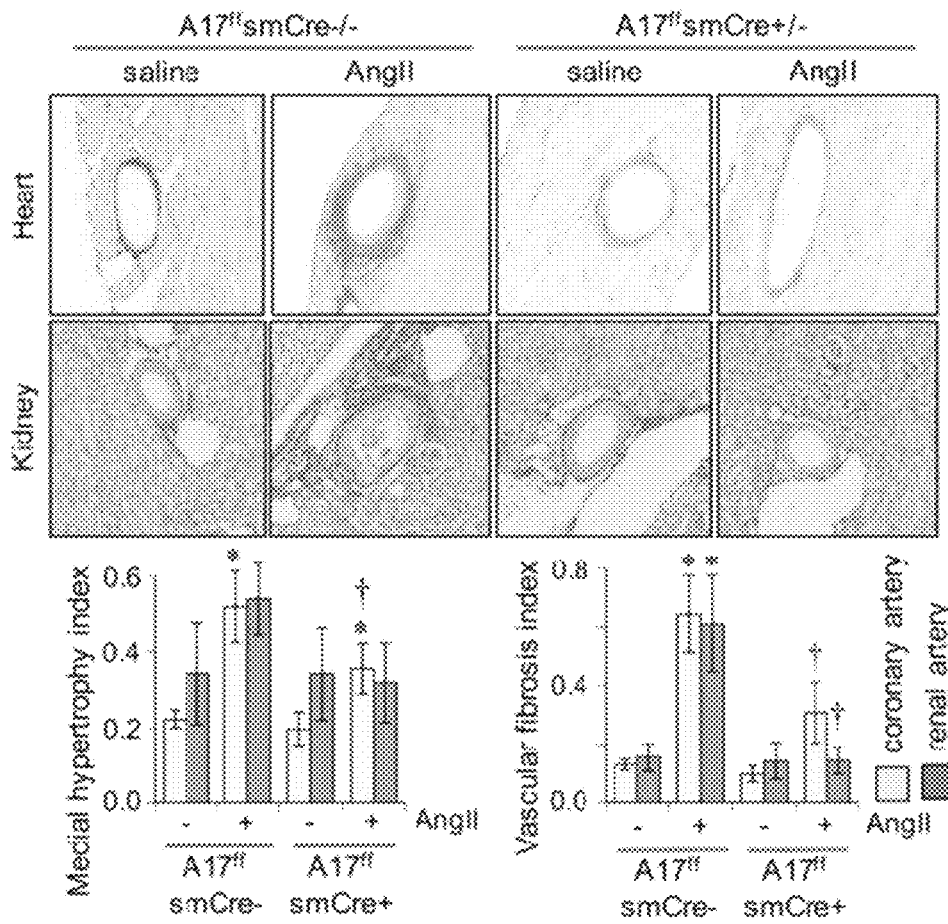 A17ffsmCre-/- A17ffsmCre+/-
saline AngII saline AngII
Heart
Kidney
Medial hypertrophy index
0.6
0.4
0.2
0.0
*
†
*
- + - + AngII
A17ff A17ff
smCre- smCre+
Vascular fibrosis index
0.8
0.4
0.0
* *
†
†
- + - + AngII
A17ff A17ff
smCre- smCre+
coronary artery
renal artery